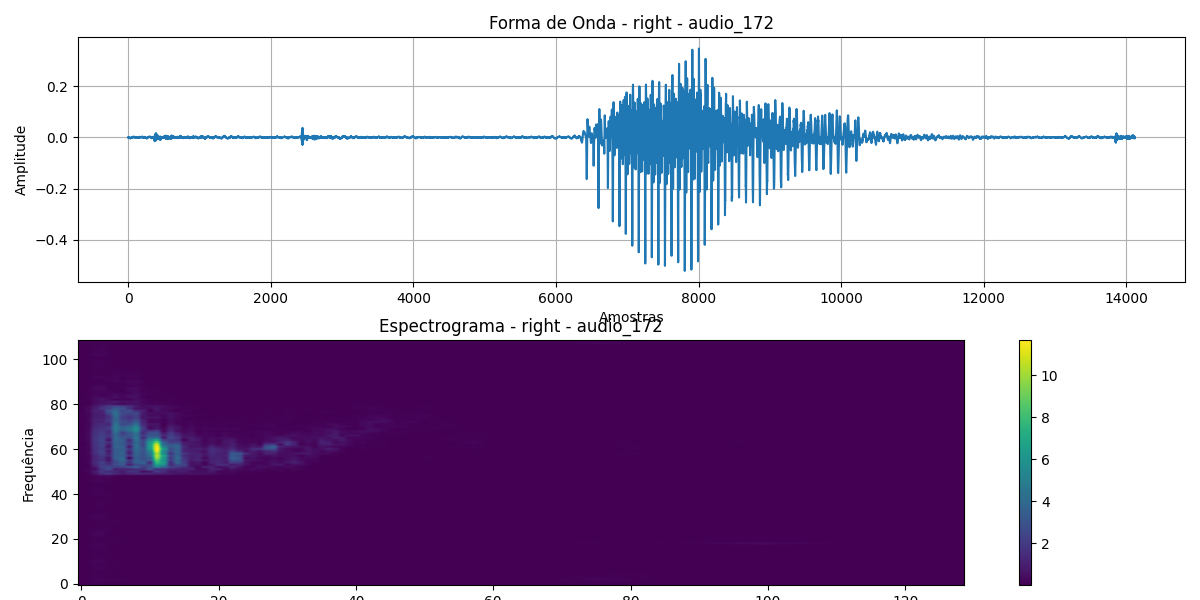 Forma de Onda - right - audio_172
Amplitude
0.2
0.0
−0.2
−0.4
0 2000 4000 6000 8000 10000 12000 14000
Amostras
Espectrograma - right - audio_172
Frequência
100
80
60
40
20
0
0 20 40 60 80 100 120
10
8
6
4
2